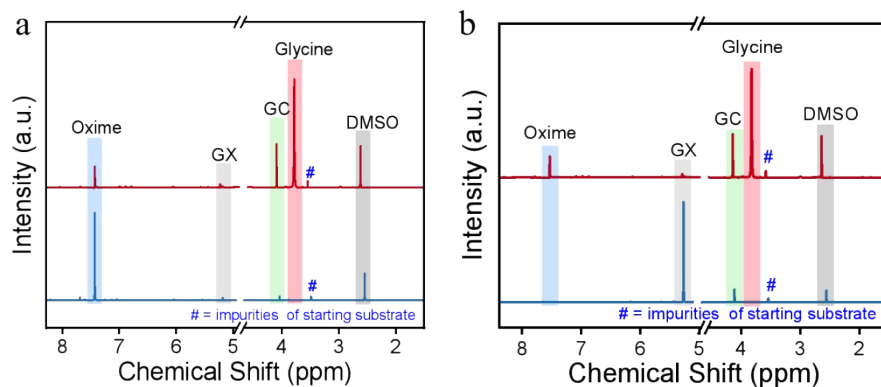 a
Intensity (a.u.)
Oxime
GX
GC
Glycine
#
DMSO
# = impurities of starting substrate
8 7 6 5 4 3 2
Chemical Shift (ppm)
b
Intensity (a.u.)
Oxime
GX
GC
Glycine
#
DMSO
#
# = impurities of starting substrate
8 7 6 5 4 3 2
Chemical Shift (ppm)